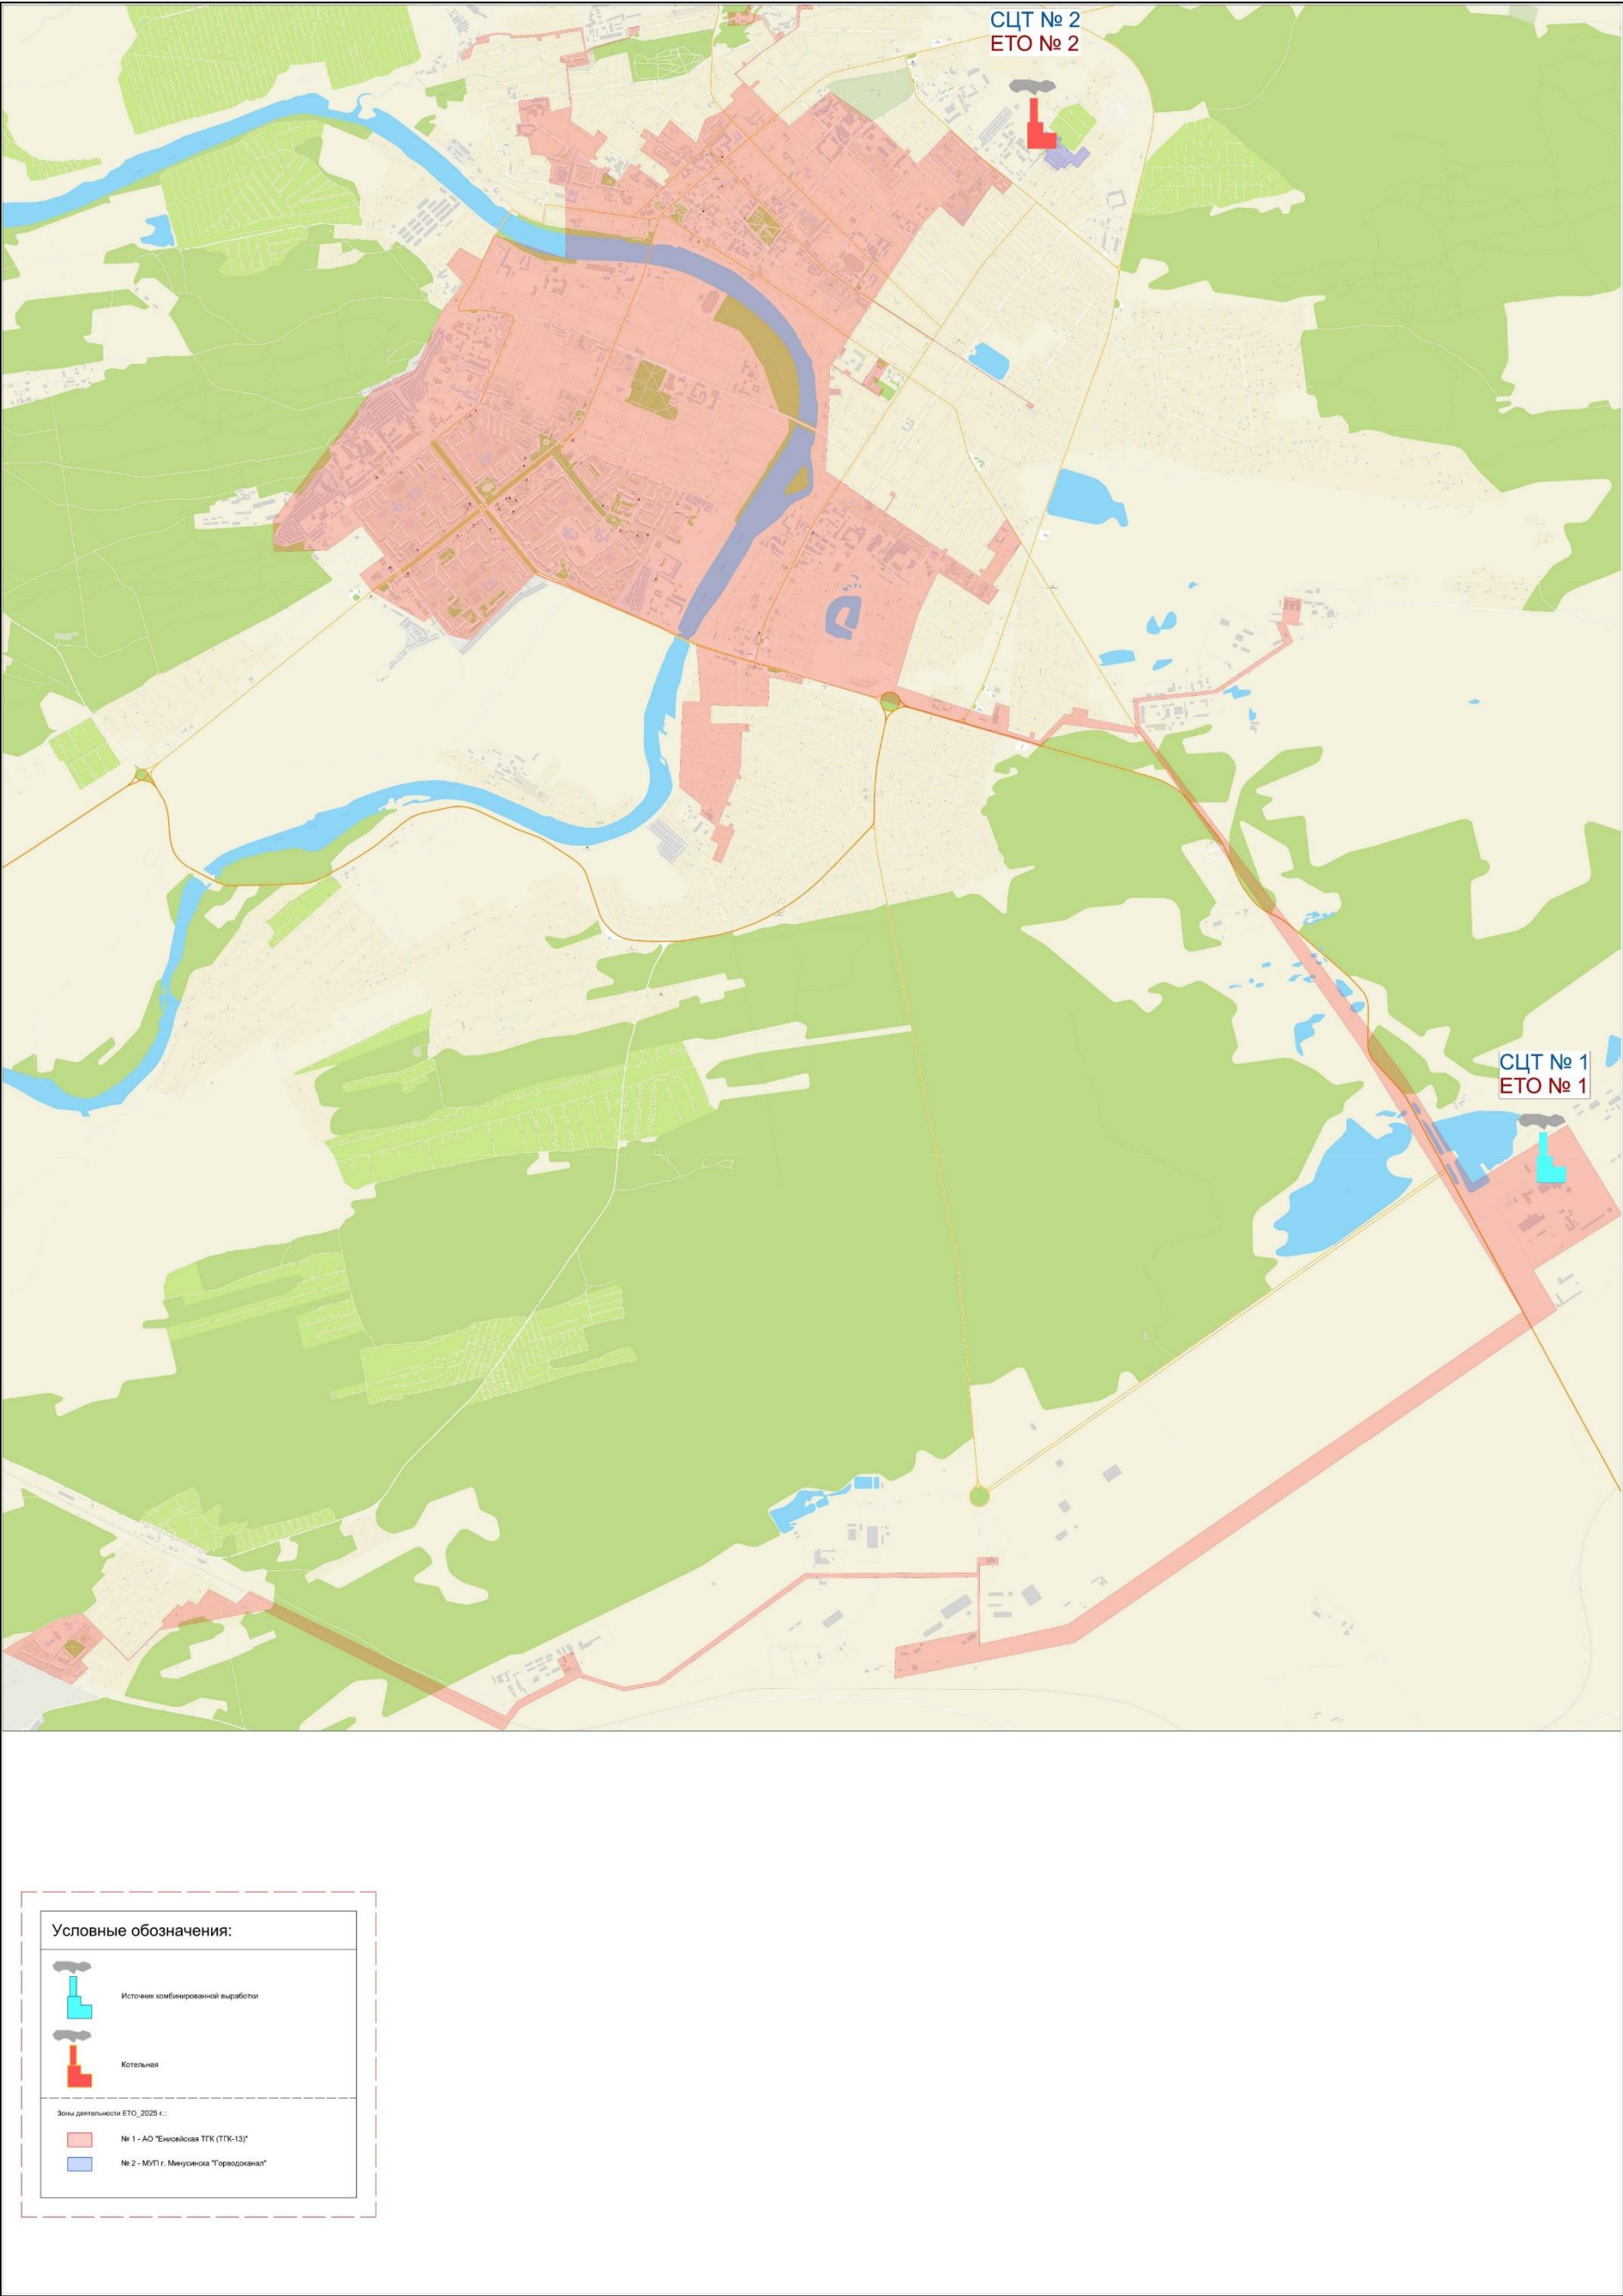 СЦТ № 2
ЕТО № 2
СЦТ № 1
ЕТО № 1
Условные обозначения:
Источник комбинированной выработки
Котельная
Зоны деятельности ЕТО_2025 г.:
№ 1 - АО "Енисейская ТГК (ТГК-13)"
№ 2 - МУП г. Минусинска "Горводоканал"